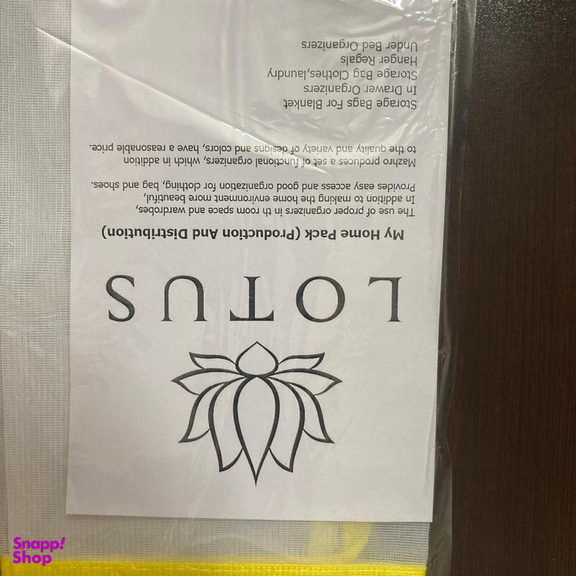 LOTUS
My Home Pack (Production And Distribution)
The use of proper organizers in th room space and wardrobes,
In addition to making the home environment more beautiful,
Provides easy access and good organization for clothing, bag and shoes.
Mazhro produces a set of functional organizers, which in addition
to the quality and variety of designs and colors, have a reasonable price.
Storage Bags For Blanket
In Drawer Organizers
Storage Bag Clothes,laundry
Hanger Regals
Under Bed Organizers
Snapp!
Shop